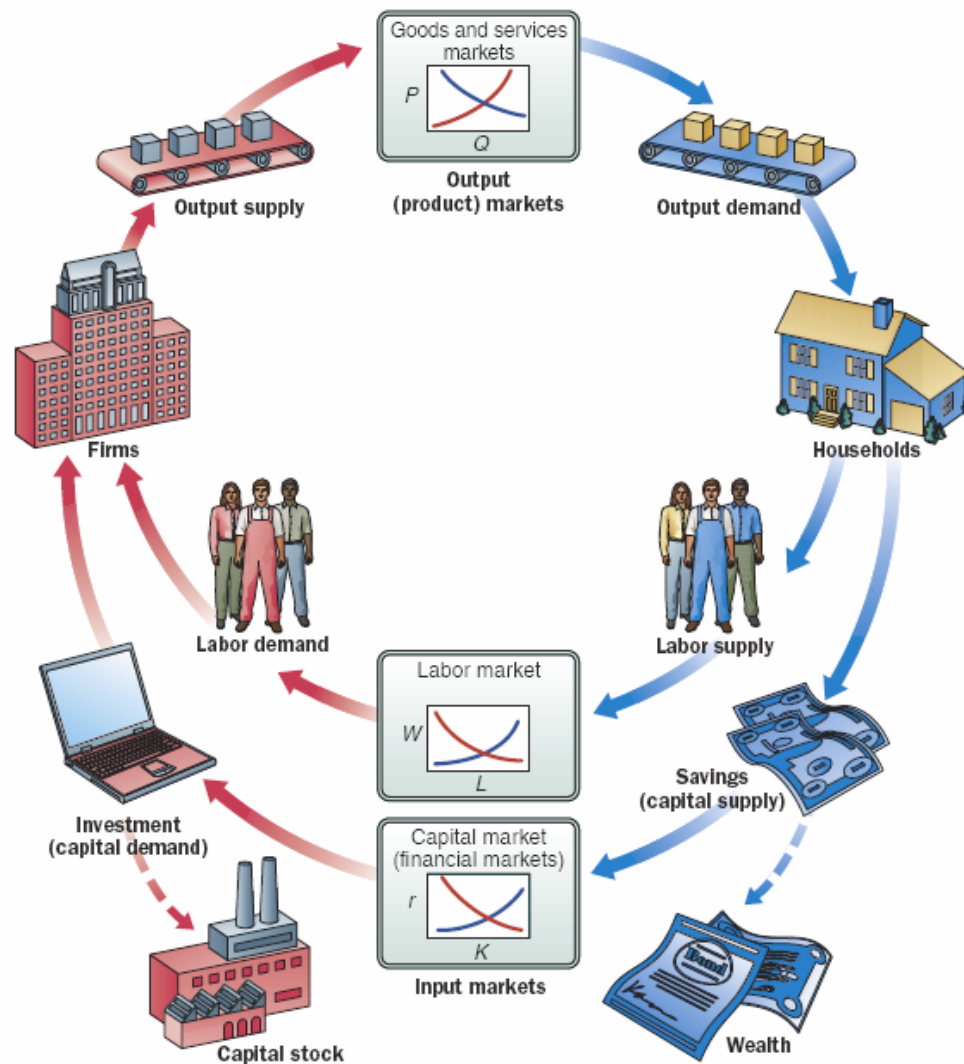 Goods and services
markets
P
Q
Output
(product) markets
Output supply
Output demand
Firms
Households
Labor demand
Labor supply
Labor market
W
L
Investment
(capital demand)
Savings
(capital supply)
Capital market
(financial markets)
r
K
Input markets
Capital stock
Bond
Wealth